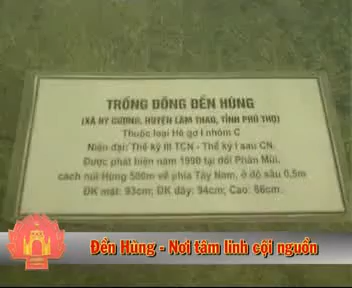 TRỐNG ĐỒNG ĐỀN HÙNG
(XÃ HY CƯƠNG, HUYỆN LÂM THAO, TỈNH PHÚ THỌ)
Thuộc loại Hê gơ I nhóm C
Niên đại: Thế kỷ III TCN - Thế kỷ I sau CN.
Được phát hiện năm 1990 tại đồi Phân Mùi,
cách núi Hùng 500m về phía Tây Nam, ở độ sâu 0,5m
ĐK mặt: 93cm; ĐK đáy: 94cm; Cao: 66cm.
Đền Hùng - Nơi tâm linh cội nguồn